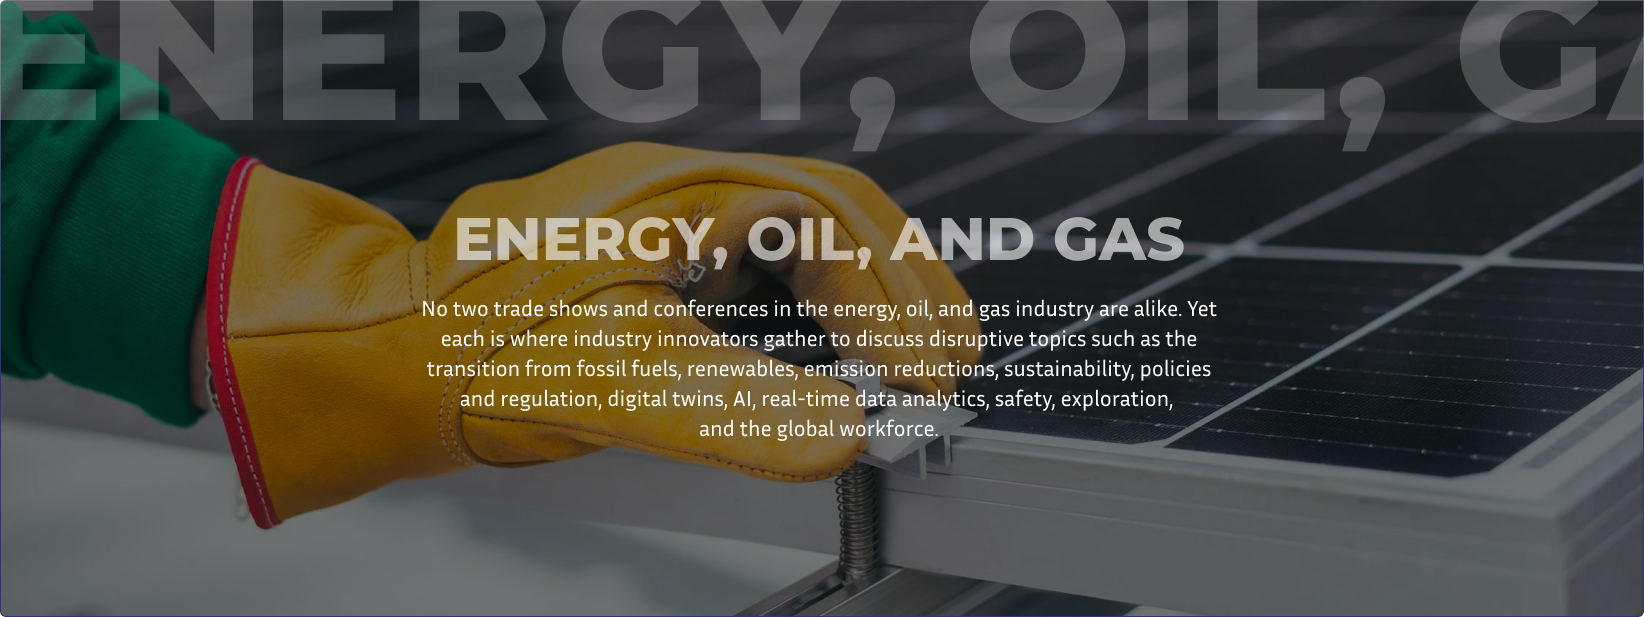 ENERGY, OIL, GA
ENERGY, OIL, AND GAS
No two trade shows and conferences in the energy, oil, and gas industry are alike. Yet
each is where industry innovators gather to discuss disruptive topics such as the
transition from fossil fuels, renewables, emission reductions, sustainability, policies
and regulation, digital twins, AI, real-time data analytics, safety, exploration,
and the global workforce.